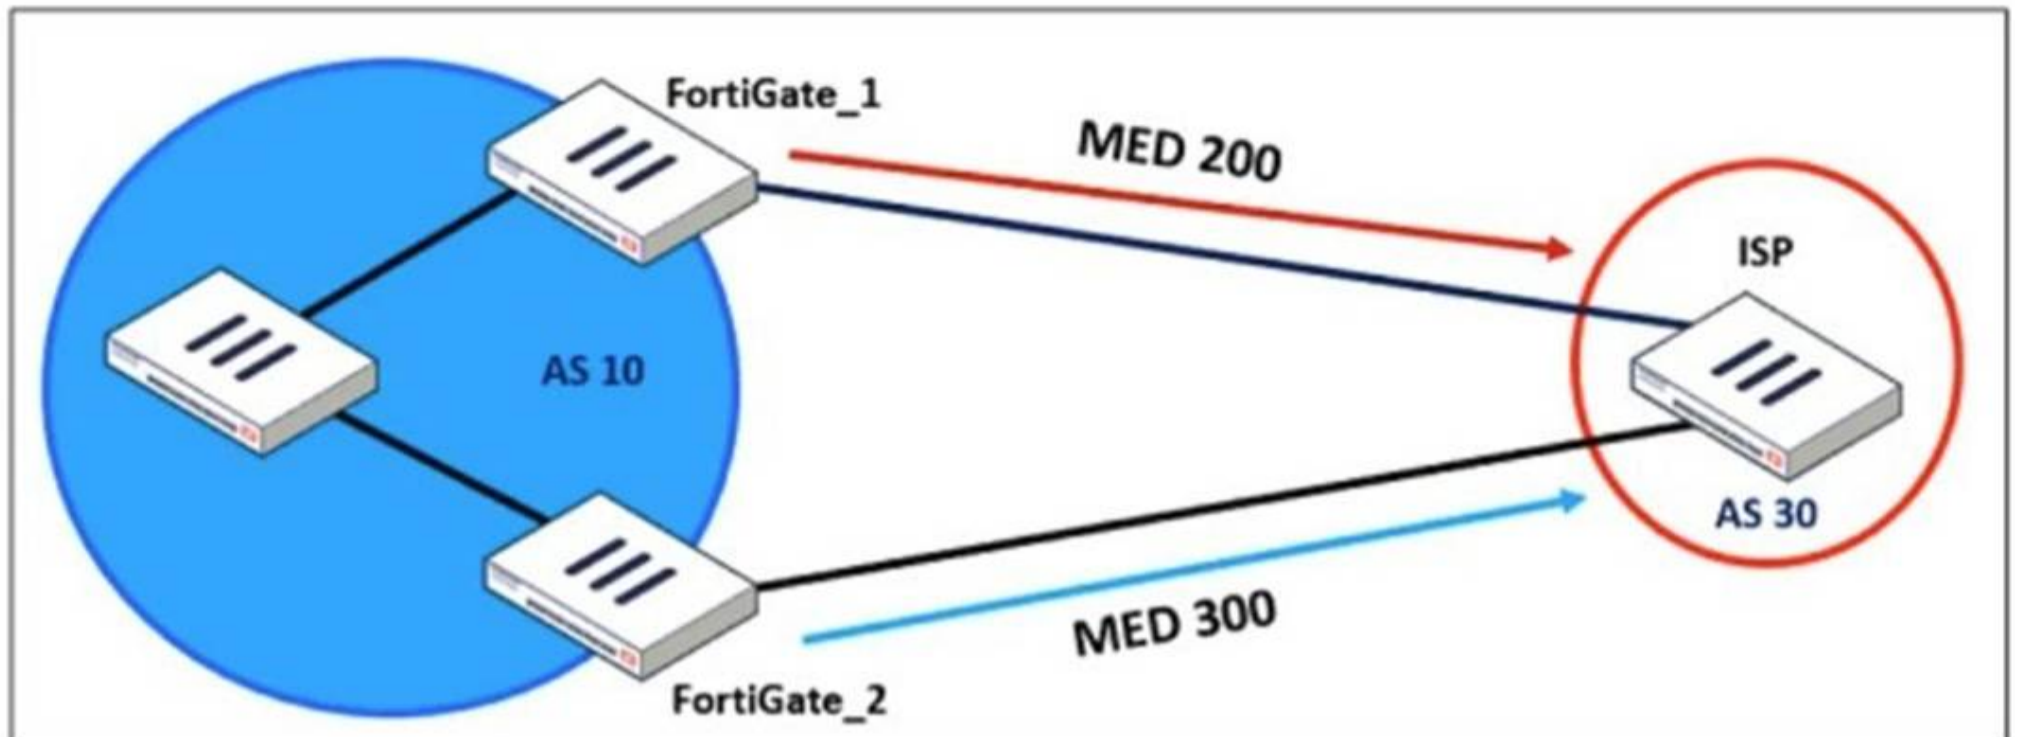 FortiGate_1
MED 200
ISP
AS 10
AS 30
MED 300
FortiGate_2